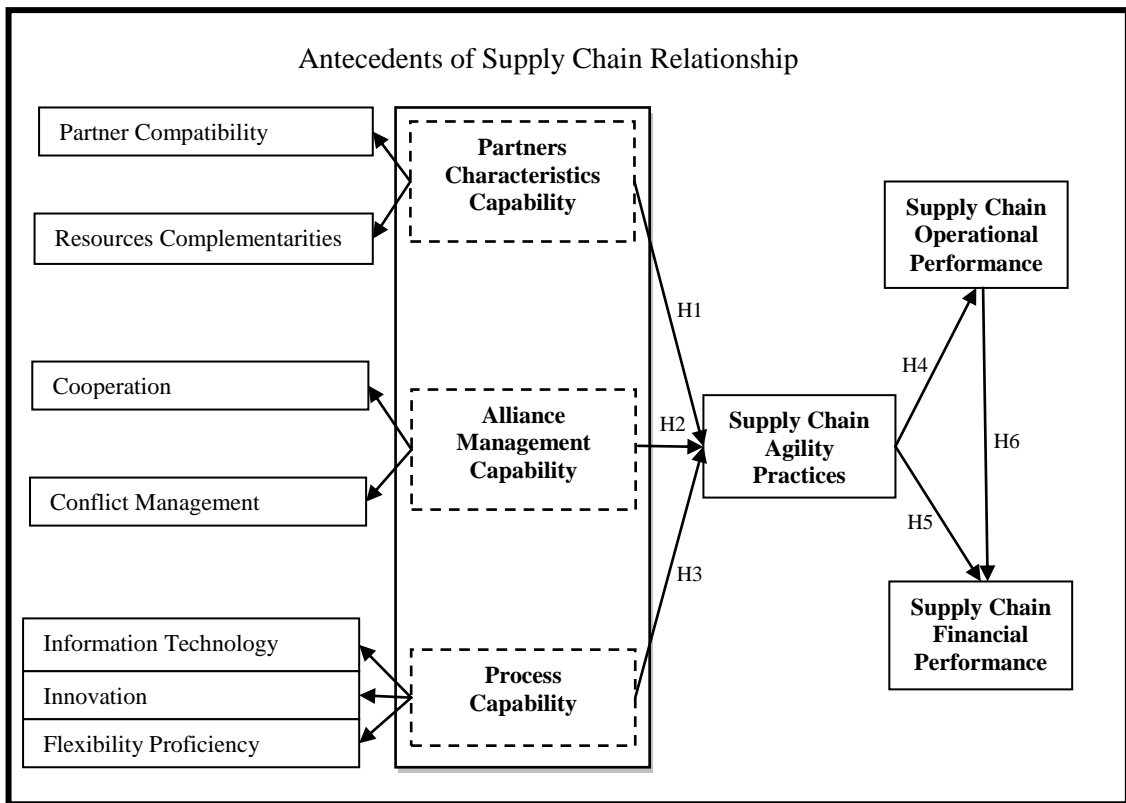 Antecedents of Supply Chain Relationship
Partner Compatibility
Resources Complementarities
Cooperation
Conflict Management
Information Technology
Innovation
Flexibility Proficiency
Partners
Characteristics
Capability
Alliance
Management
Capability
Process
Capability
H1
H2
H3
Supply Chain
Agility
Practices
H4
H5
H6
Supply Chain
Operational
Performance
Supply Chain
Financial
Performance